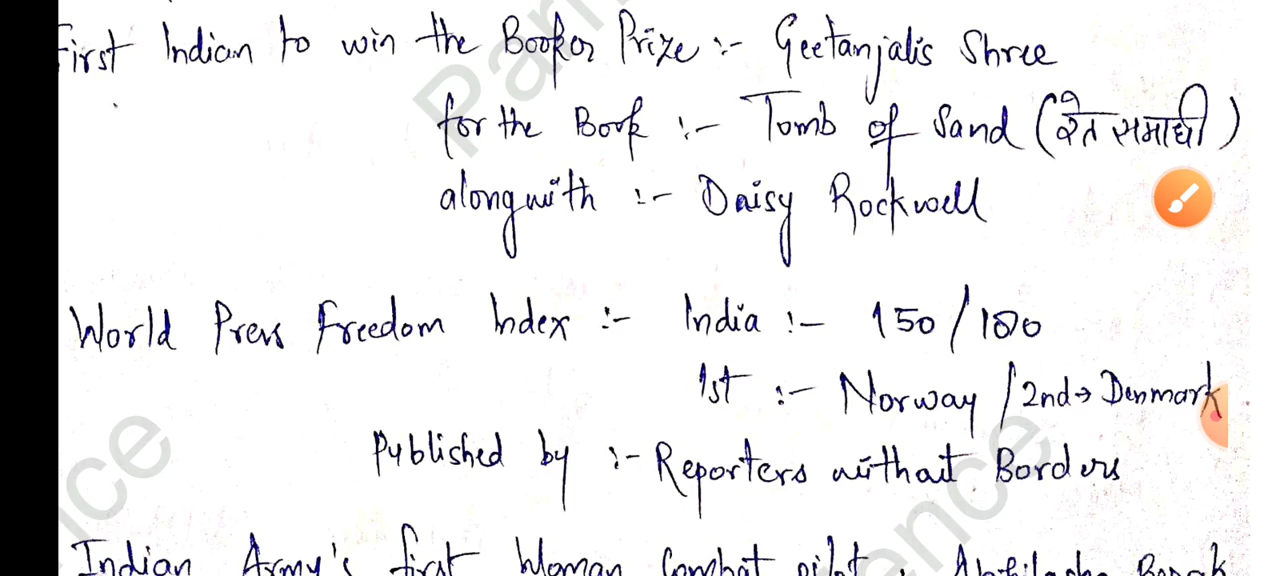 First Indian to win the Booker Prize :- Geetanjalis Shree
for the Book :- Tomb of Sand (रेत समाधी)
alongwith :- Daisy Rockwell
World Press Freedom Index :- India :- 150/180
1st :- Norway / 2nd → Denmark
Published by :- Reporters without Borders
Indian Army's first Woman Combat pilot :